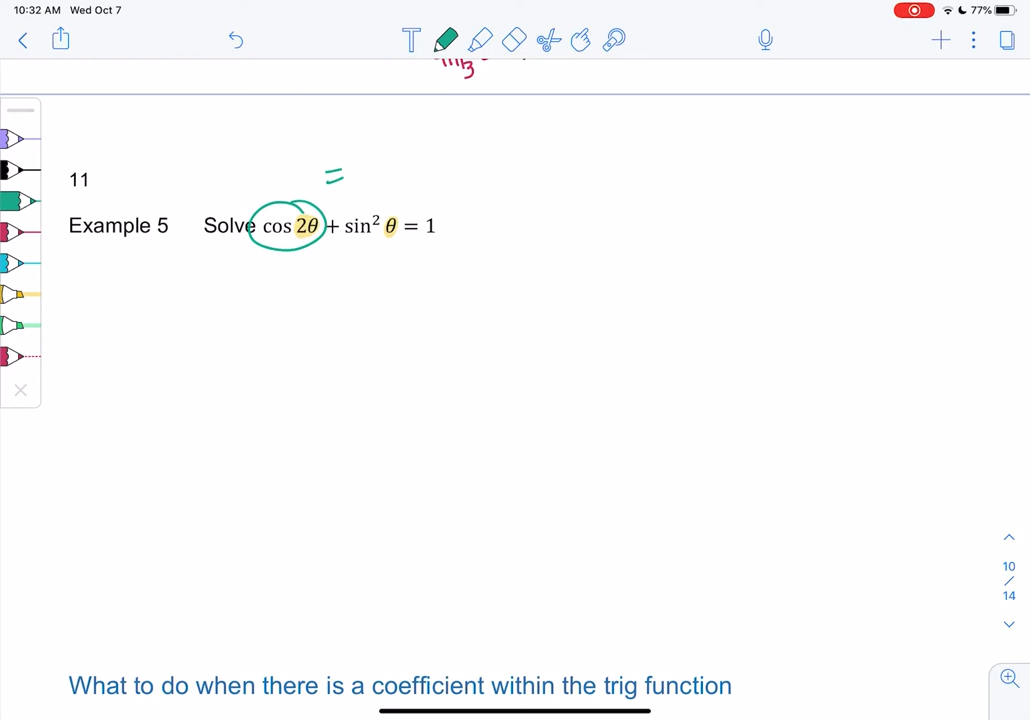 10:32 AM Wed Oct 7
77%
T
11
=
Example 5 Solve cos 2θ + sin² θ = 1
10
/
14
What to do when there is a coefficient within the trig function